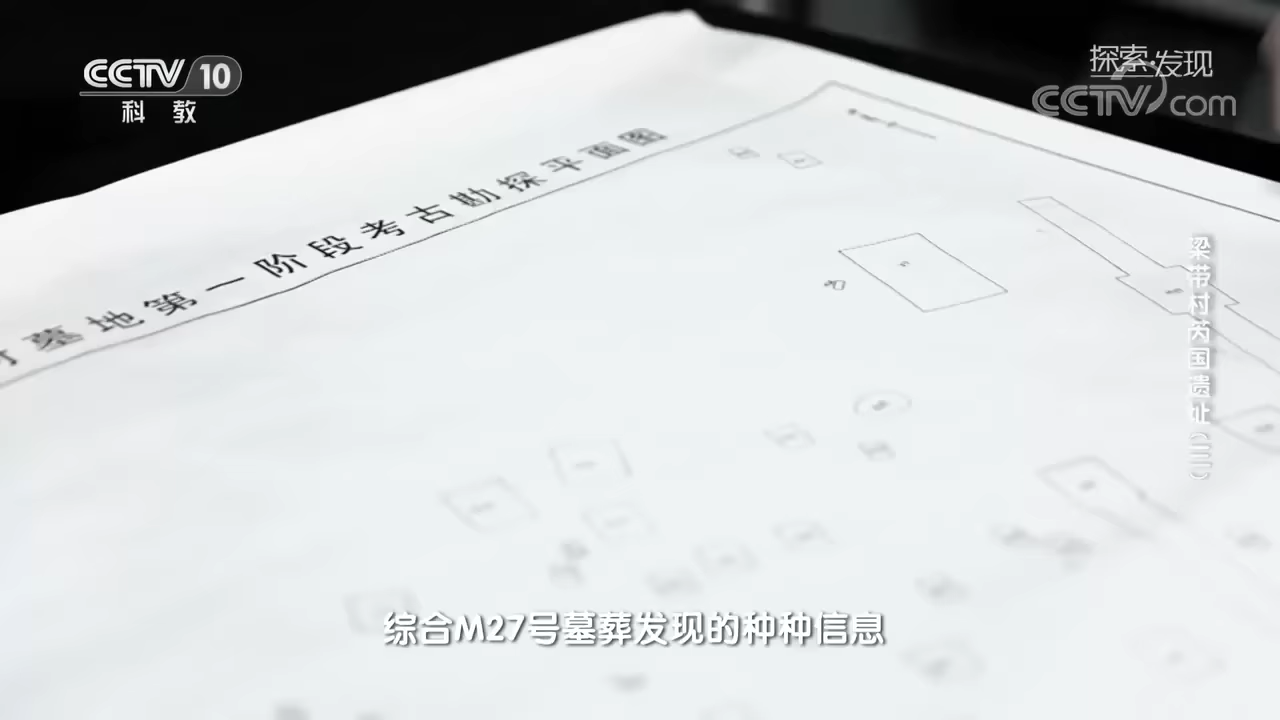 CCTV 10
科教
探索·发现
CCTV.com
墓地第一阶段考古勘探平面图
梁带村芮国遗址(三)
综合M27号墓葬发现的种种信息